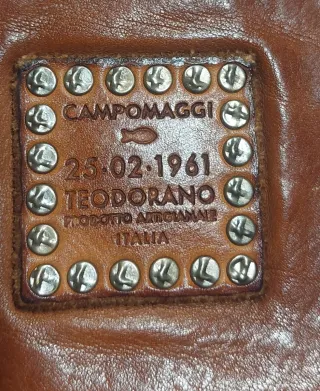 CAMPOMAGGI
25·02·1961
TEODORANO
PRODOTTO ARTIGIANALE
ITALIA